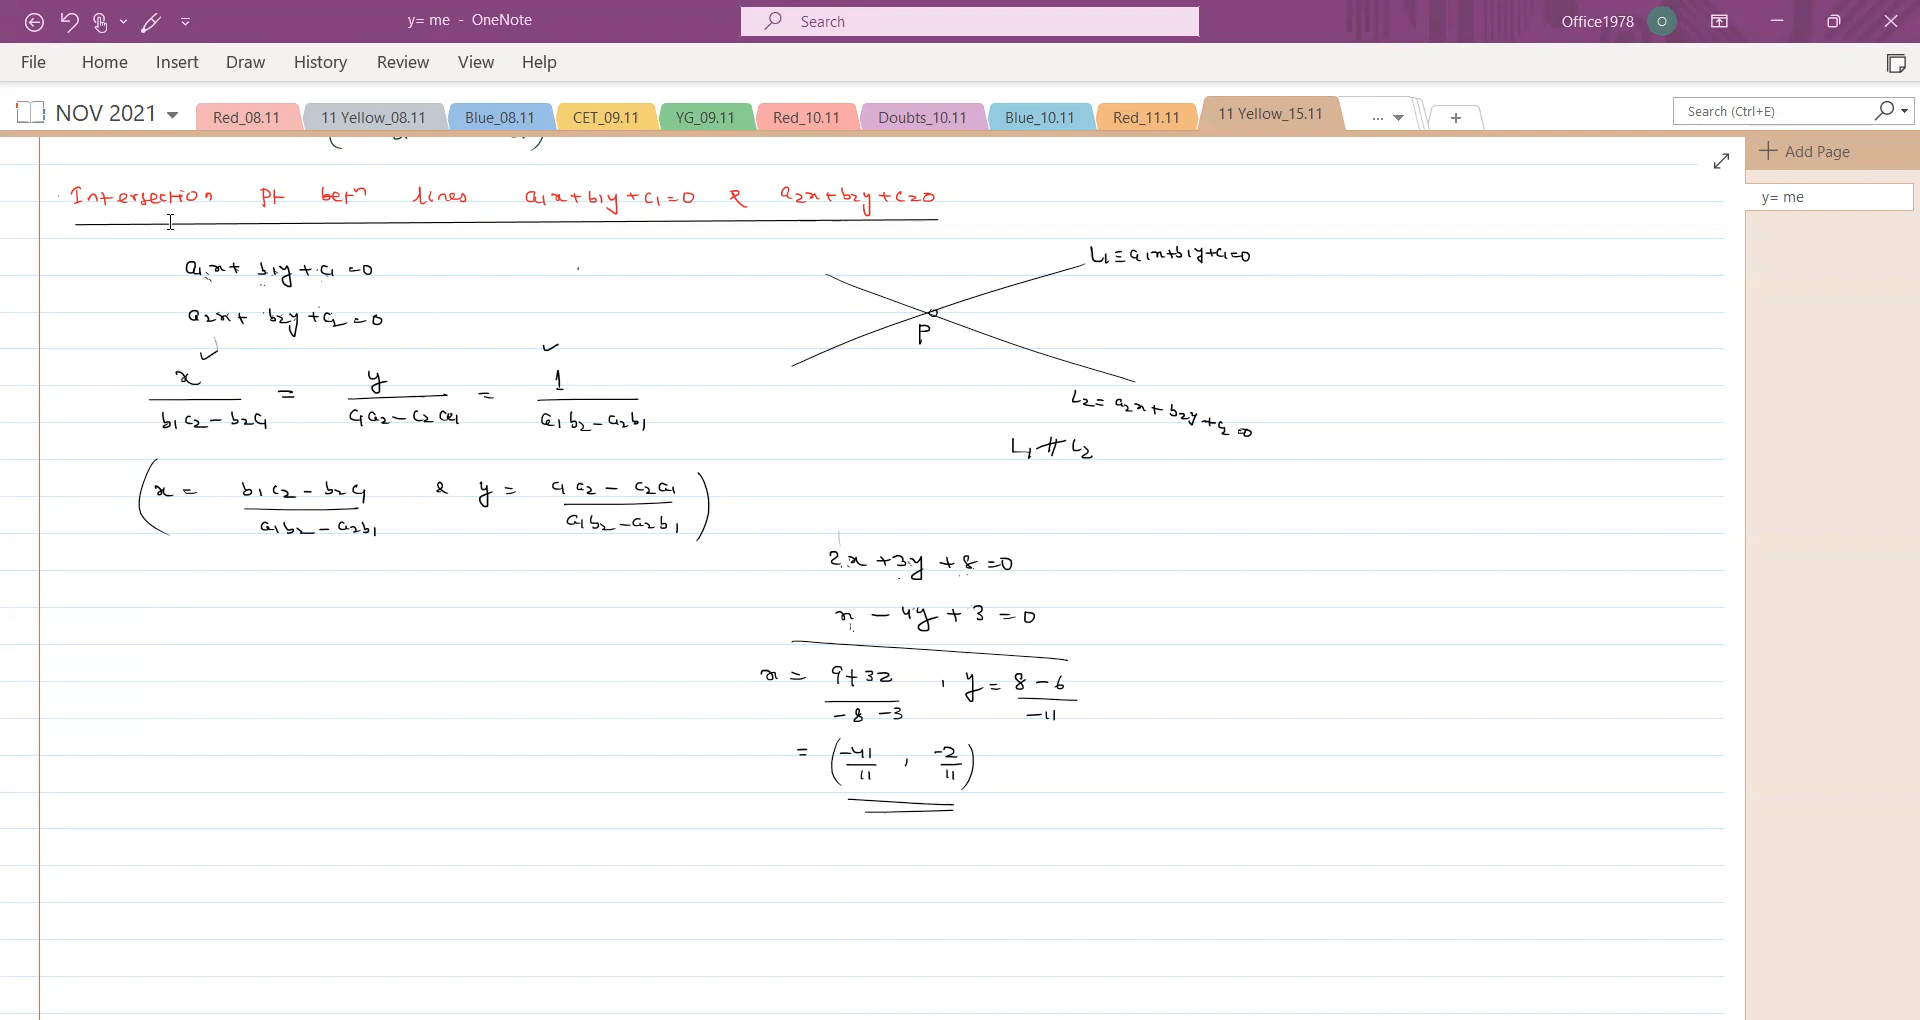 y= me - OneNote
Search
Office1978
O
File Home Insert Draw History Review View Help
NOV 2021
Red_08.11 11 Yellow_08.11 Blue_08.11 CET_09.11 YG_09.11 Red_10.11 Doubts_10.11 Blue_10.11 Red_11.11 11 Yellow_15.11 ... +
Search (Ctrl+E)
Add Page
y= me
Intersection Pt betⁿ lines a₁x+b₁y+c₁=0 & a₂x+b₂y+c₂0
a₁x+ b₁y+c₁=0
a₂x+ b₂y+c₂=0
x/(b₁c₂-b₂c₁) = y/(c₁a₂-c₂a₁) = 1/(a₁b₂-a₂b₁)
(x = (b₁c₂-b₂c₁)/(a₁b₂-a₂b₁) & y = (c₁a₂-c₂a₁)/(a₁b₂-a₂b₁))
L₁≡a₁x+b₁y+c₁=0
P
L₂= a₂x+b₂y+c₂=0
L₁ ∦ L₂
2x+3y+8=0
x-4y+3=0
x = (9+32)/(-8-3) , y = (8-6)/(-11)
= (-41/11 , -2/11)